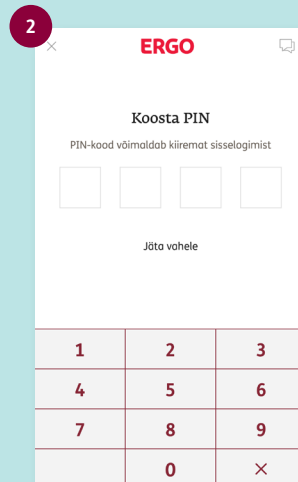 2
ERGO
Koosta PIN
PIN-kood võimaldab kiiremat sisselogimist
Jäta vahele
1 2 3
4 5 6
7 8 9
0 ×